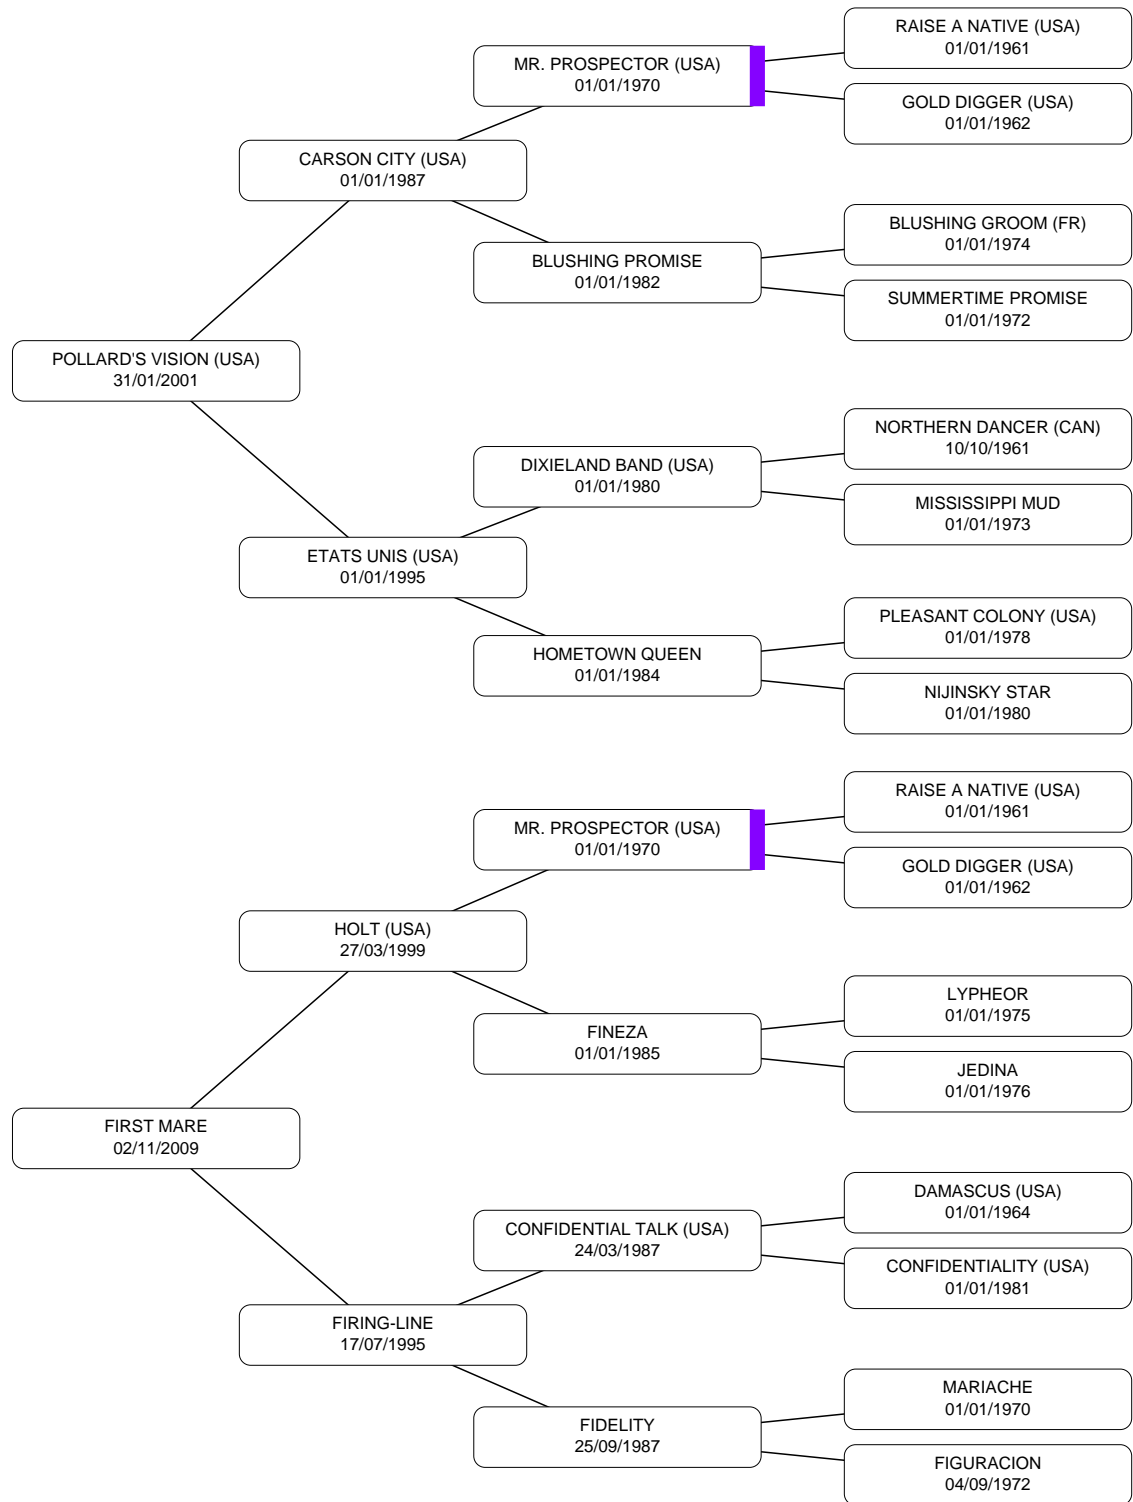 RAISE A NATIVE (USA)
01/01/1961
MR. PROSPECTOR (USA)
01/01/1970
GOLD DIGGER (USA)
01/01/1962
CARSON CITY (USA)
01/01/1987
BLUSHING GROOM (FR)
01/01/1974
BLUSHING PROMISE
01/01/1982
SUMMERTIME PROMISE
01/01/1972
POLLARD'S VISION (USA)
31/01/2001
NORTHERN DANCER (CAN)
10/10/1961
DIXIELAND BAND (USA)
01/01/1980
MISSISSIPPI MUD
01/01/1973
ETATS UNIS (USA)
01/01/1995
PLEASANT COLONY (USA)
01/01/1978
HOMETOWN QUEEN
01/01/1984
NIJINSKY STAR
01/01/1980
RAISE A NATIVE (USA)
01/01/1961
MR. PROSPECTOR (USA)
01/01/1970
GOLD DIGGER (USA)
01/01/1962
HOLT (USA)
27/03/1999
LYPHEOR
01/01/1975
FINEZA
01/01/1985
JEDINA
01/01/1976
FIRST MARE
02/11/2009
DAMASCUS (USA)
01/01/1964
CONFIDENTIAL TALK (USA)
24/03/1987
CONFIDENTIALITY (USA)
01/01/1981
FIRING-LINE
17/07/1995
MARIACHE
01/01/1970
FIDELITY
25/09/1987
FIGURACION
04/09/1972